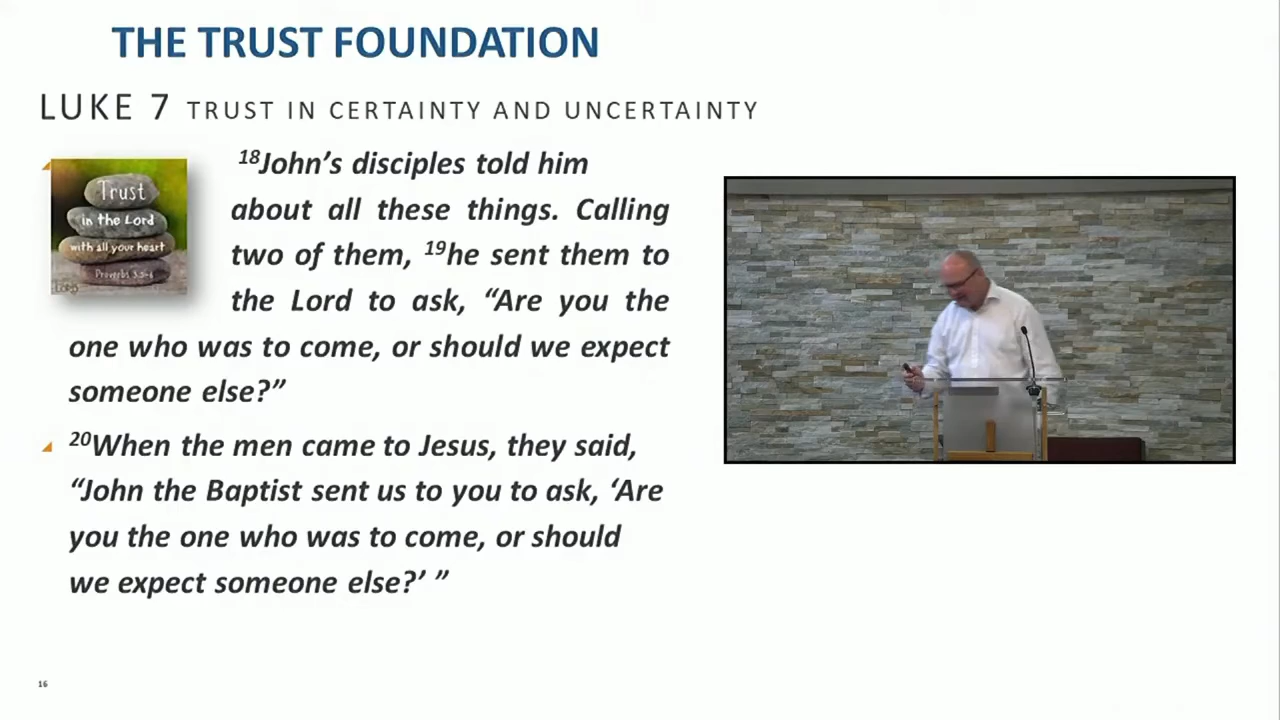 THE TRUST FOUNDATION
LUKE 7 TRUST IN CERTAINTY AND UNCERTAINTY
Trust
in the Lord
with all your heart
Proverbs 3:5-6
18John’s disciples told him
about all these things. Calling
two of them, 19he sent them to
the Lord to ask, “Are you the
one who was to come, or should we expect
someone else?”
20When the men came to Jesus, they said,
“John the Baptist sent us to you to ask, ‘Are
you the one who was to come, or should
we expect someone else?’ ”
16